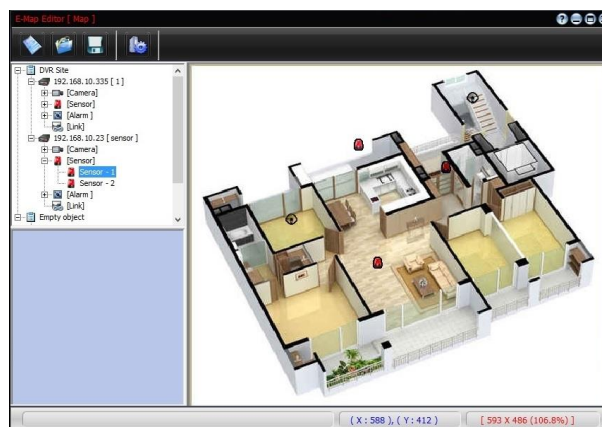 E-Map Editor [ Map ]
DVR Site
192.168.10.335 [ 1 ]
[Camera]
[Sensor]
[Alarm ]
[Link]
192.168.10.23 [ sensor ]
[Camera]
[Sensor]
Sensor - 1
Sensor - 2
[Alarm ]
[Link]
Empty object
( X : 588 ), ( Y : 412 )
[ 593 X 486 (106.8%) ]